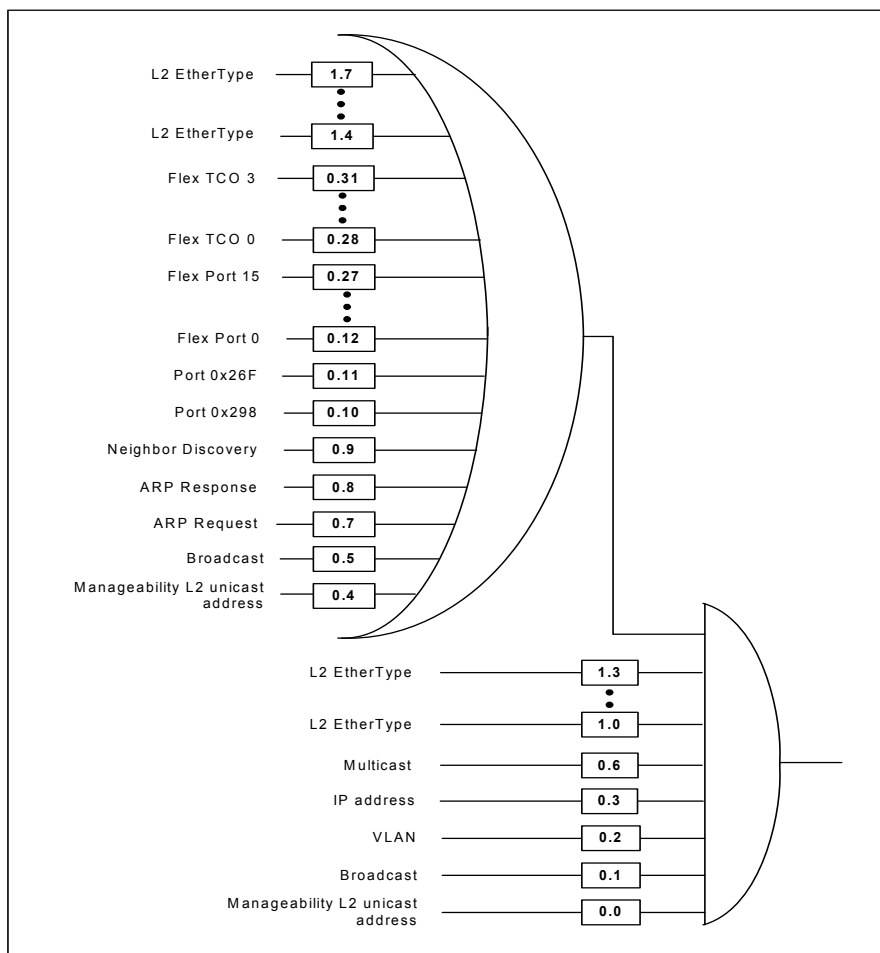 L2 EtherType 1.7
L2 EtherType 1.4
Flex TCO 3 0.31
Flex TCO 0 0.28
Flex Port 15 0.27
Flex Port 0 0.12
Port 0x26F 0.11
Port 0x298 0.10
Neighbor Discovery 0.9
ARP Response 0.8
ARP Request 0.7
Broadcast 0.5
Manageability L2 unicast
address 0.4
L2 EtherType 1.3
L2 EtherType 1.0
Multicast 0.6
IP address 0.3
VLAN 0.2
Broadcast 0.1
Manageability L2 unicast
address 0.0